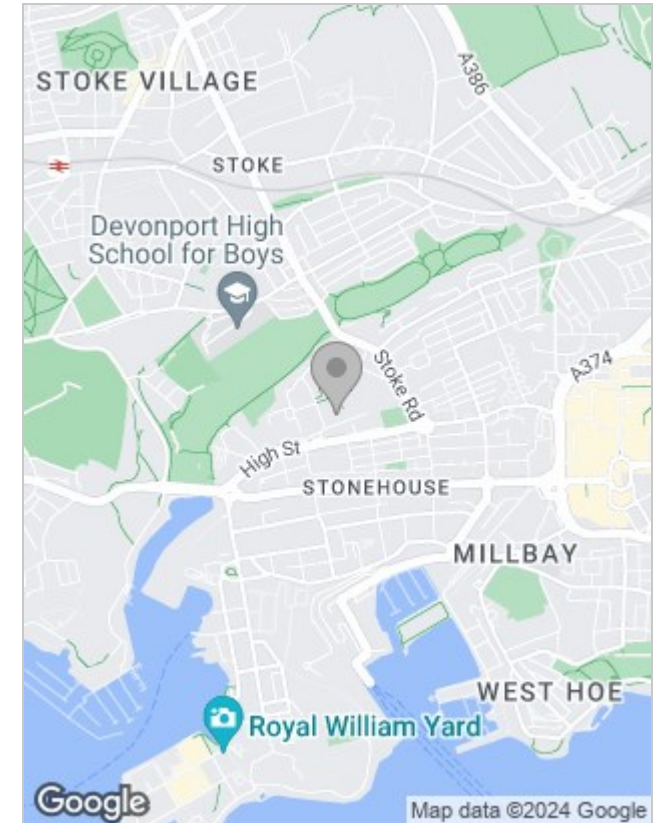 STOKE VILLAGE
A386
STOKE
Devonport High
School for Boys
Stoke Rd
A374
High St
STONEHOUSE
MILLBAY
WEST HOE
Royal William Yard
Google
Map data ©2024 Google